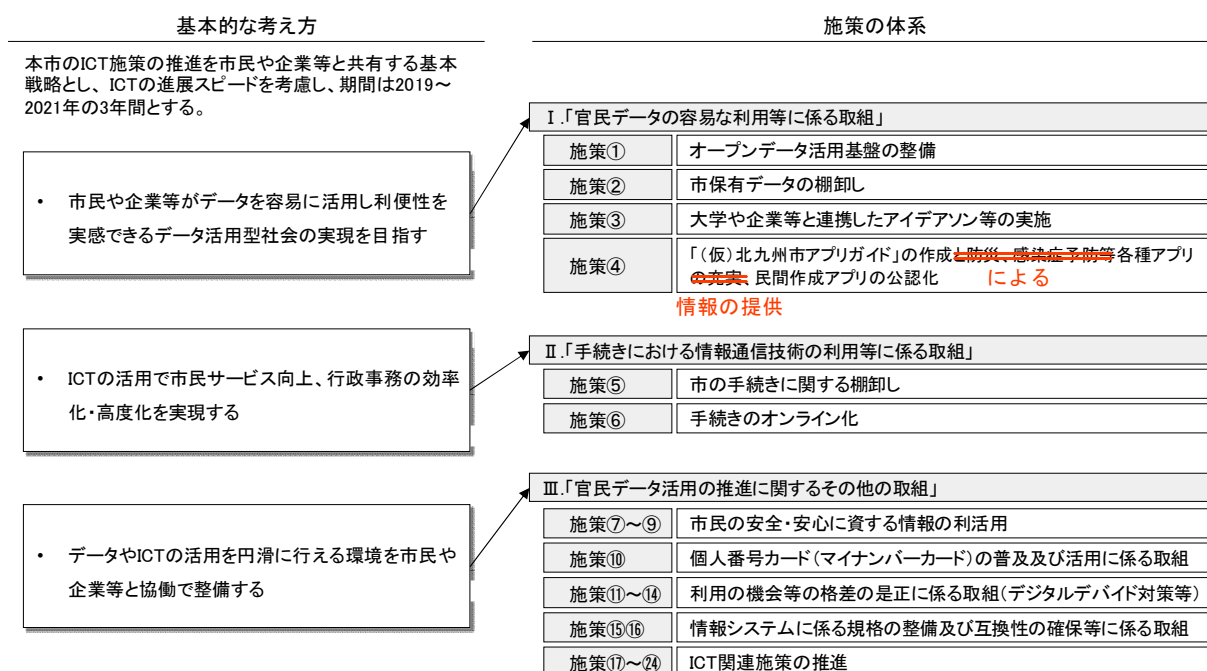 基本的な考え方
本市のICT施策の推進を市民や企業等と共有する基本
戦略とし、ICTの進展スピードを考慮し、期間は2019～
2021年の3年間とする。
• 市民や企業等がデータを容易に活用し利便性を
実感できるデータ活用型社会の実現を目指す
• ICTの活用で市民サービス向上、行政事務の効率
化・高度化を実現する
• データやICTの活用を円滑に行える環境を市民や
企業等と協働で整備する
施策の体系
Ⅰ.「官民データの容易な利用等に係る取組」
施策① オープンデータ活用基盤の整備
施策② 市保有データの棚卸し
施策③ 大学や企業等と連携したアイデアソン等の実施
施策④ 「(仮)北九州市アプリガイド」の作成と防災、感染症予防等各種アプリ
の充実、民間作成アプリの公認化 による
情報の提供
Ⅱ.「手続きにおける情報通信技術の利用等に係る取組」
施策⑤ 市の手続きに関する棚卸し
施策⑥ 手続きのオンライン化
Ⅲ.「官民データ活用の推進に関するその他の取組」
施策⑦～⑨ 市民の安全・安心に資する情報の利活用
施策⑩ 個人番号カード(マイナンバーカード)の普及及び活用に係る取組
施策⑪～⑭ 利用の機会等の格差の是正に係る取組(デジタルデバイド対策等)
施策⑮⑯ 情報システムに係る規格の整備及び互換性の確保等に係る取組
施策⑰～㉔ ICT関連施策の推進